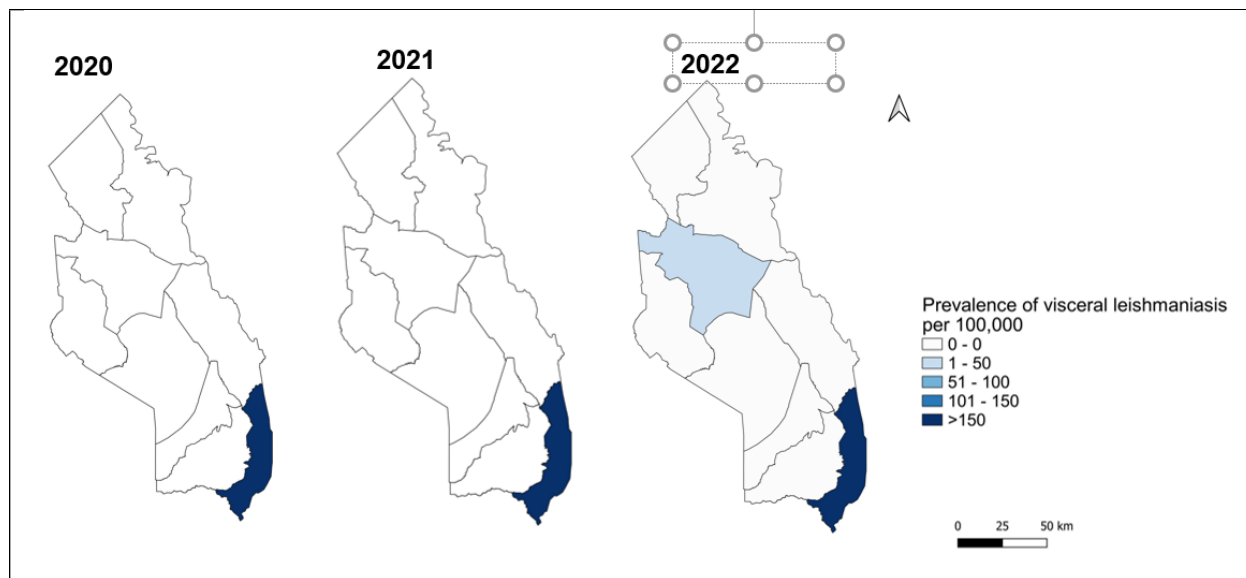 2020
2021
2022
Prevalence of visceral leishmaniasis
per 100,000
0 - 0
1 - 50
51 - 100
101 - 150
>150
0 25 50 km